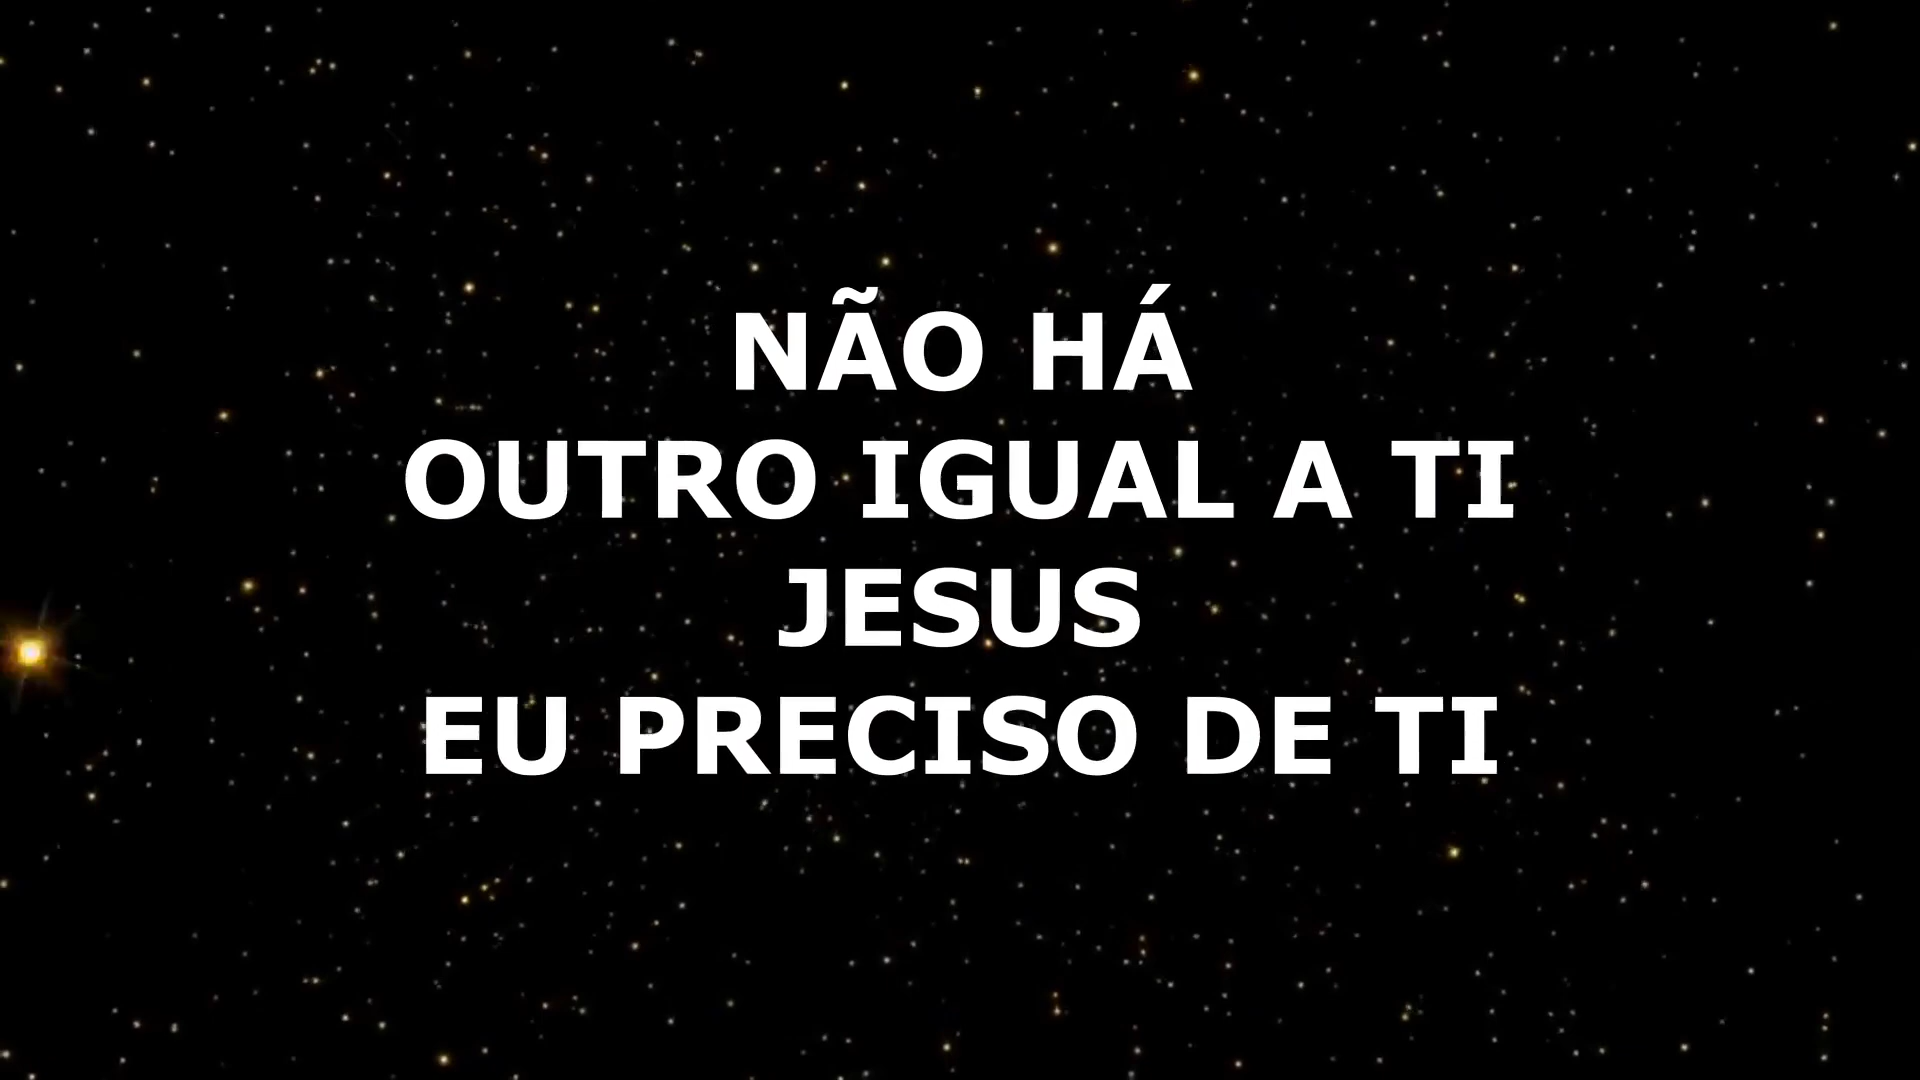 NÃO HÁ
OUTRO IGUAL A TI
JESUS
EU PRECISO DE TI